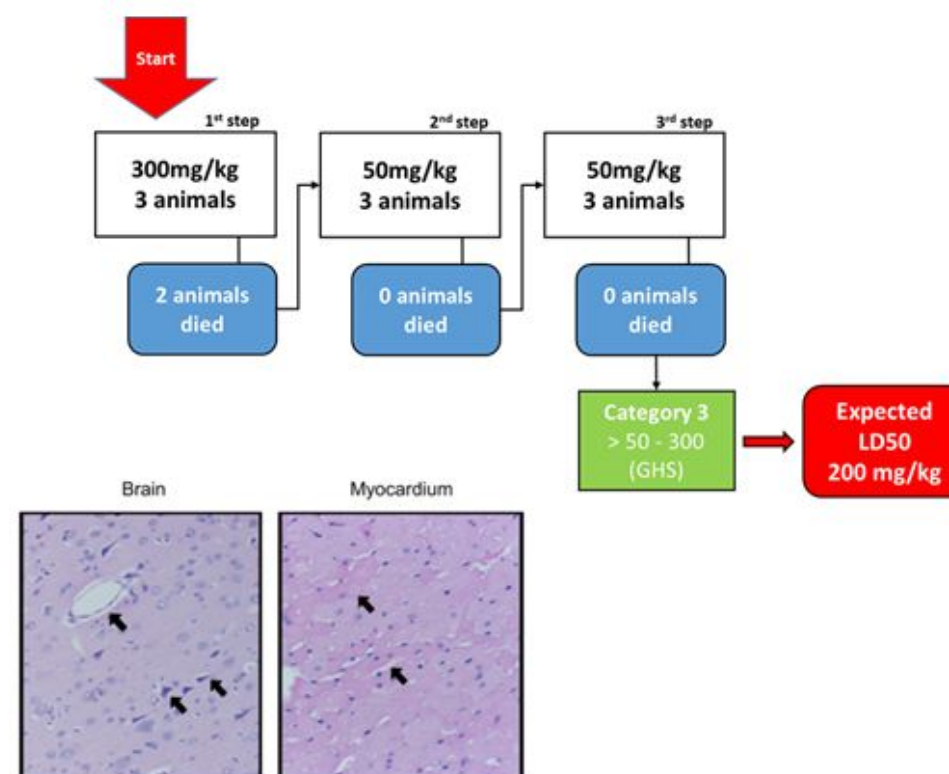 Start
1st step
300mg/kg
3 animals
2 animals
died
2nd step
50mg/kg
3 animals
0 animals
died
3rd step
50mg/kg
3 animals
0 animals
died
Category 3
> 50 - 300
(GHS)
Expected
LD50
200 mg/kg
Brain
Myocardium